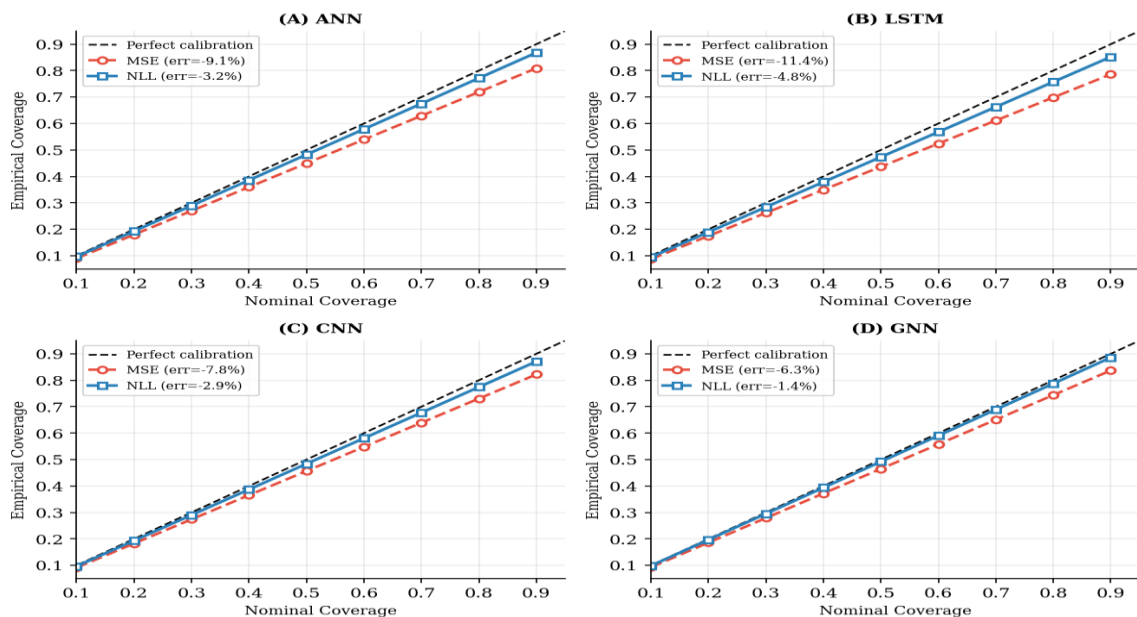 (A) ANN
Perfect calibration
MSE (err=-9.1%)
NLL (err=-3.2%)
Empirical Coverage
0.9
0.8
0.7
0.6
0.5
0.4
0.3
0.2
0.1
0.1 0.2 0.3 0.4 0.5 0.6 0.7 0.8 0.9
Nominal Coverage
(B) LSTM
Perfect calibration
MSE (err=-11.4%)
NLL (err=-4.8%)
Empirical Coverage
0.9
0.8
0.7
0.6
0.5
0.4
0.3
0.2
0.1
0.1 0.2 0.3 0.4 0.5 0.6 0.7 0.8 0.9
Nominal Coverage
(C) CNN
Perfect calibration
MSE (err=-7.8%)
NLL (err=-2.9%)
Empirical Coverage
0.9
0.8
0.7
0.6
0.5
0.4
0.3
0.2
0.1
0.1 0.2 0.3 0.4 0.5 0.6 0.7 0.8 0.9
Nominal Coverage
(D) GNN
Perfect calibration
MSE (err=-6.3%)
NLL (err=-1.4%)
Empirical Coverage
0.9
0.8
0.7
0.6
0.5
0.4
0.3
0.2
0.1
0.1 0.2 0.3 0.4 0.5 0.6 0.7 0.8 0.9
Nominal Coverage